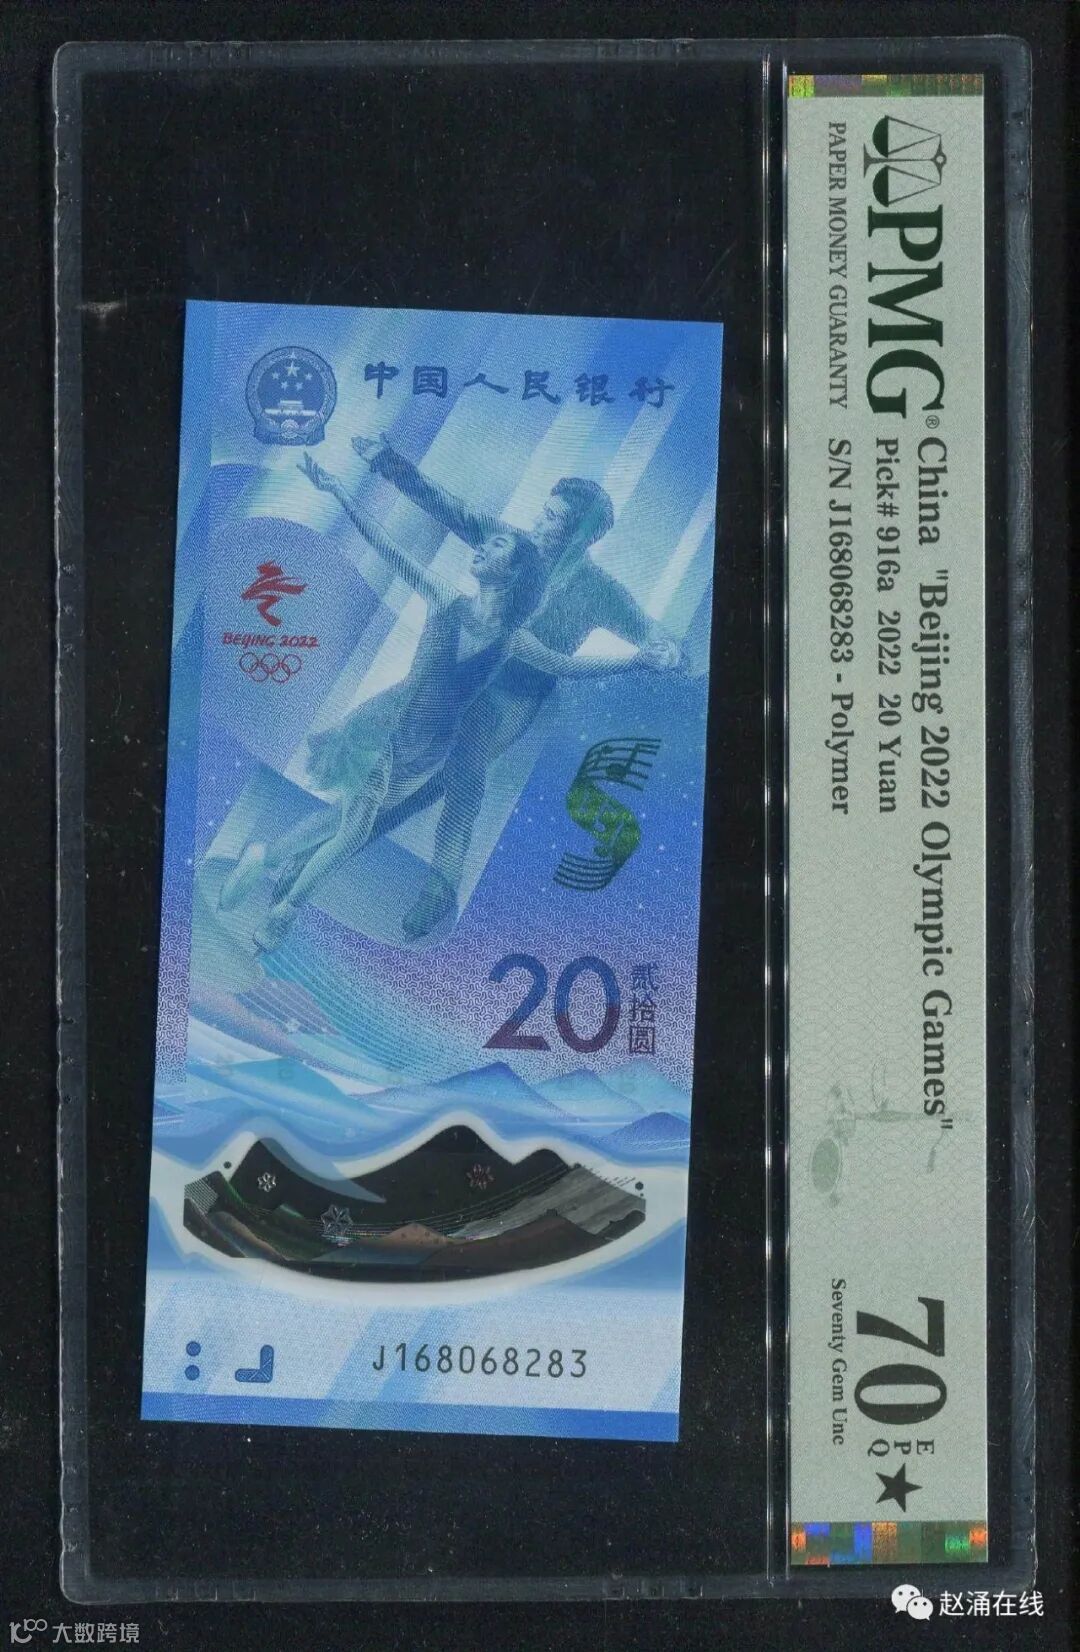 中国人民银行
BEIJING 2022
20
贰拾圆
J168068283
PMG®
PAPER MONEY GUARANTY
China "Beijing 2022 Olympic Games"
Pick# 916a 2022 20 Yuan
S/N J168068283 - Polymer
70
EPQ
★
Seventy Gem Unc
赵涌在线
大数跨境